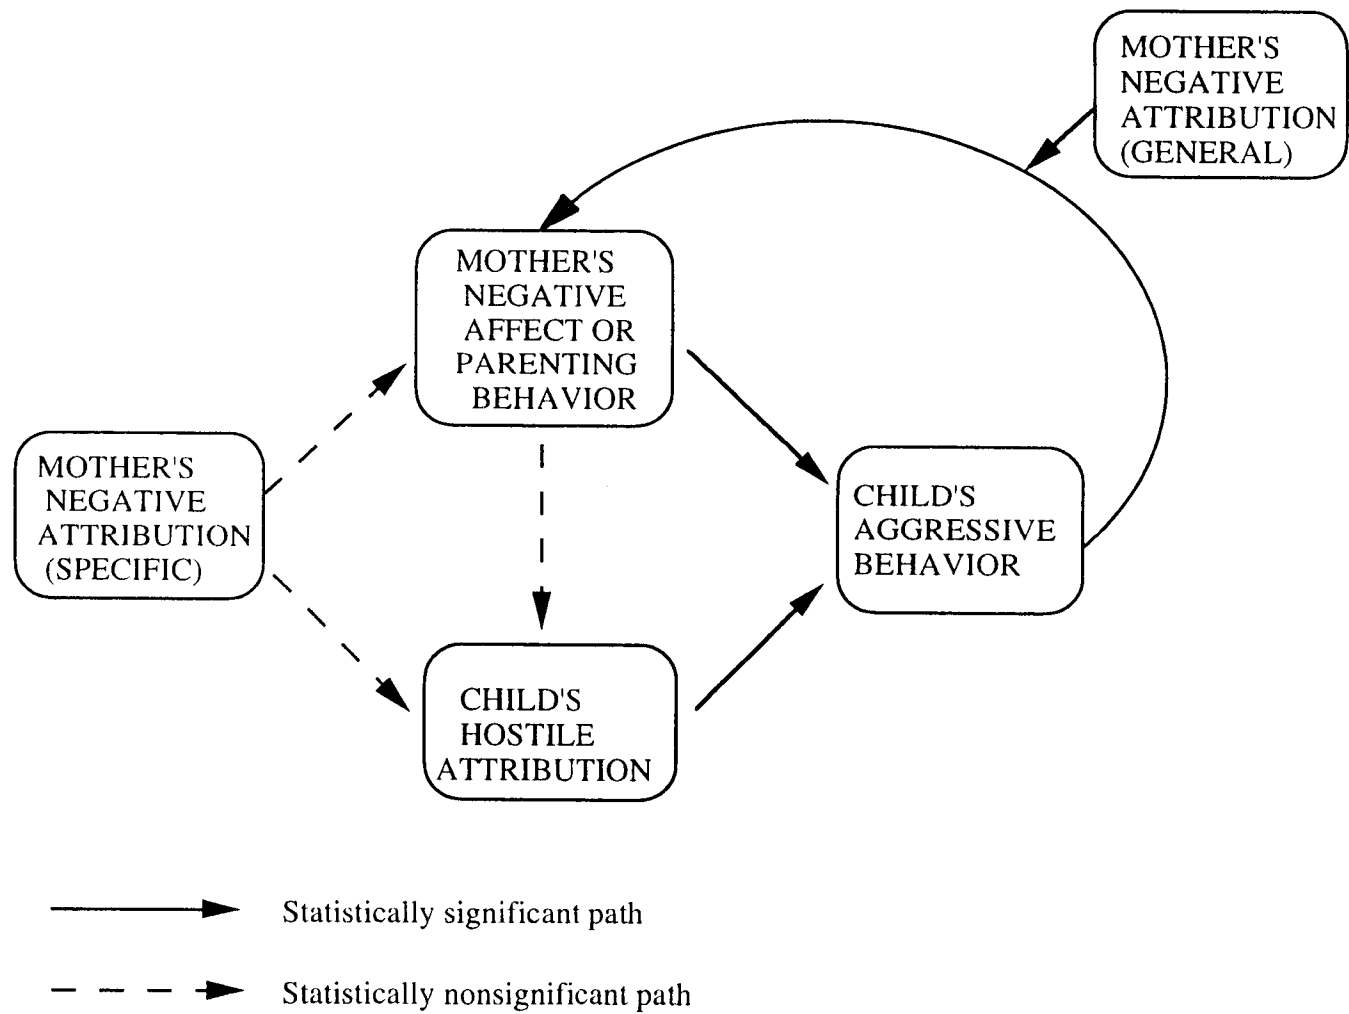 MOTHER'S
NEGATIVE
ATTRIBUTION
(GENERAL)
MOTHER'S
NEGATIVE
AFFECT OR
PARENTING
BEHAVIOR
MOTHER'S
NEGATIVE
ATTRIBUTION
(SPECIFIC)
CHILD'S
AGGRESSIVE
BEHAVIOR
CHILD'S
HOSTILE
ATTRIBUTION
Statistically significant path
Statistically nonsignificant path